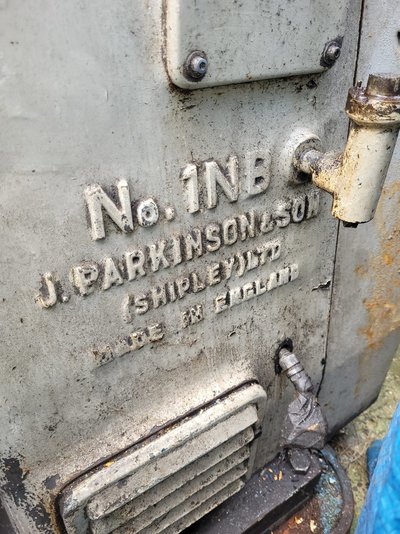 No. 1NB
J. PARKINSON & SON
(SHIPLEY) LTD
MADE IN ENGLAND